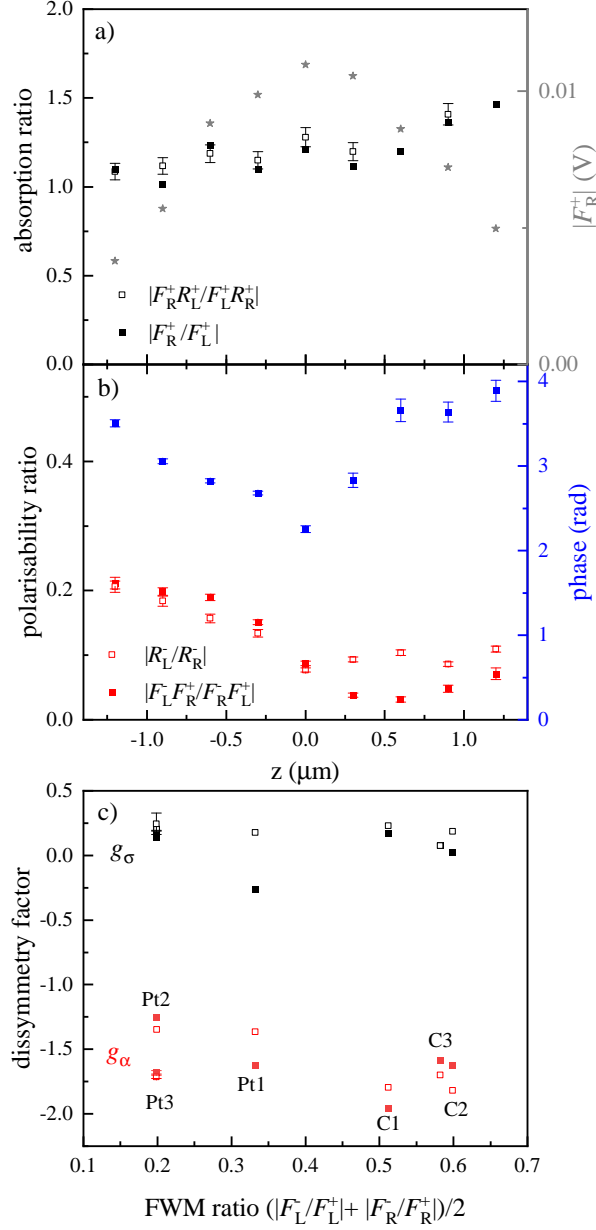 a)
2.0
1.5
1.0
0.5
0.0
absorption ratio
0.01
0.00
|F_R^+| (V)
|F_R^+R_L^+/F_L^+R_R^+|
|F_R^+/F_L^+|
b)
0.4
0.2
0.0
polarisability ratio
4
3
2
1
0
phase (rad)
|R_L^-/R_R^-|
|F_L^-F_R^+/F_R^-F_L^+|
-1.0 -0.5 0.0 0.5 1.0
z (μm)
c)
0.5
0.0
-0.5
-1.0
-1.5
-2.0
dissymmetry factor
g_σ
g_α
Pt2
Pt3
Pt1
C1
C3
C2
0.1 0.2 0.3 0.4 0.5 0.6 0.7
FWM ratio (|F_L^-/F_L^+|+ |F_R^-/F_R^+|)/2